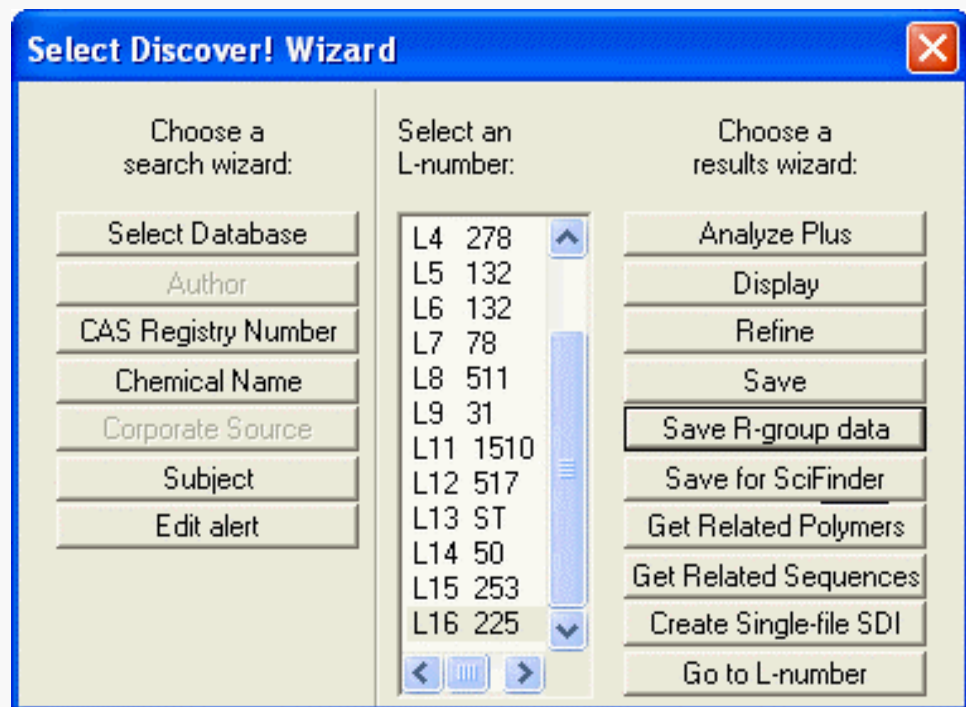 Select Discover! Wizard
Choose a
search wizard:
Select Database
Author
CAS Registry Number
Chemical Name
Corporate Source
Subject
Edit alert
Select an
L-number:
L4 278
L5 132
L6 132
L7 78
L8 511
L9 31
L11 1510
L12 517
L13 ST
L14 50
L15 253
L16 225
Choose a
results wizard:
Analyze Plus
Display
Refine
Save
Save R-group data
Save for SciFinder
Get Related Polymers
Get Related Sequences
Create Single-file SDI
Go to L-number